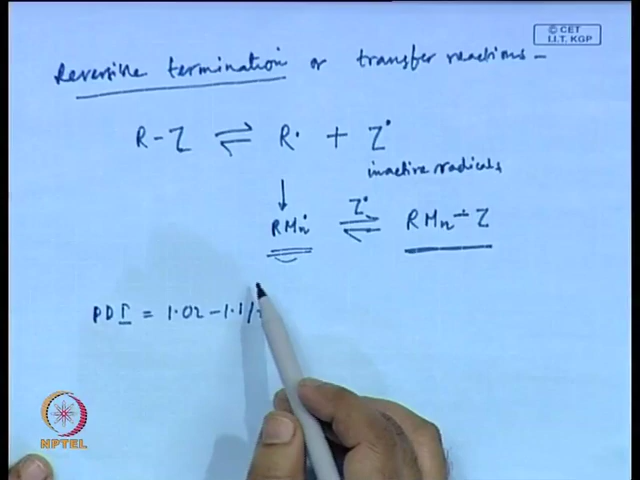 © CET
I.I.T. KGP
Reversible termination or transfer reactions -
R-Z ⇌ R• + Z•
inactive radicals
↓ Z•
RMn• ⇌ RMn-Z
PDI = 1.02 - 1.1/
NPTEL